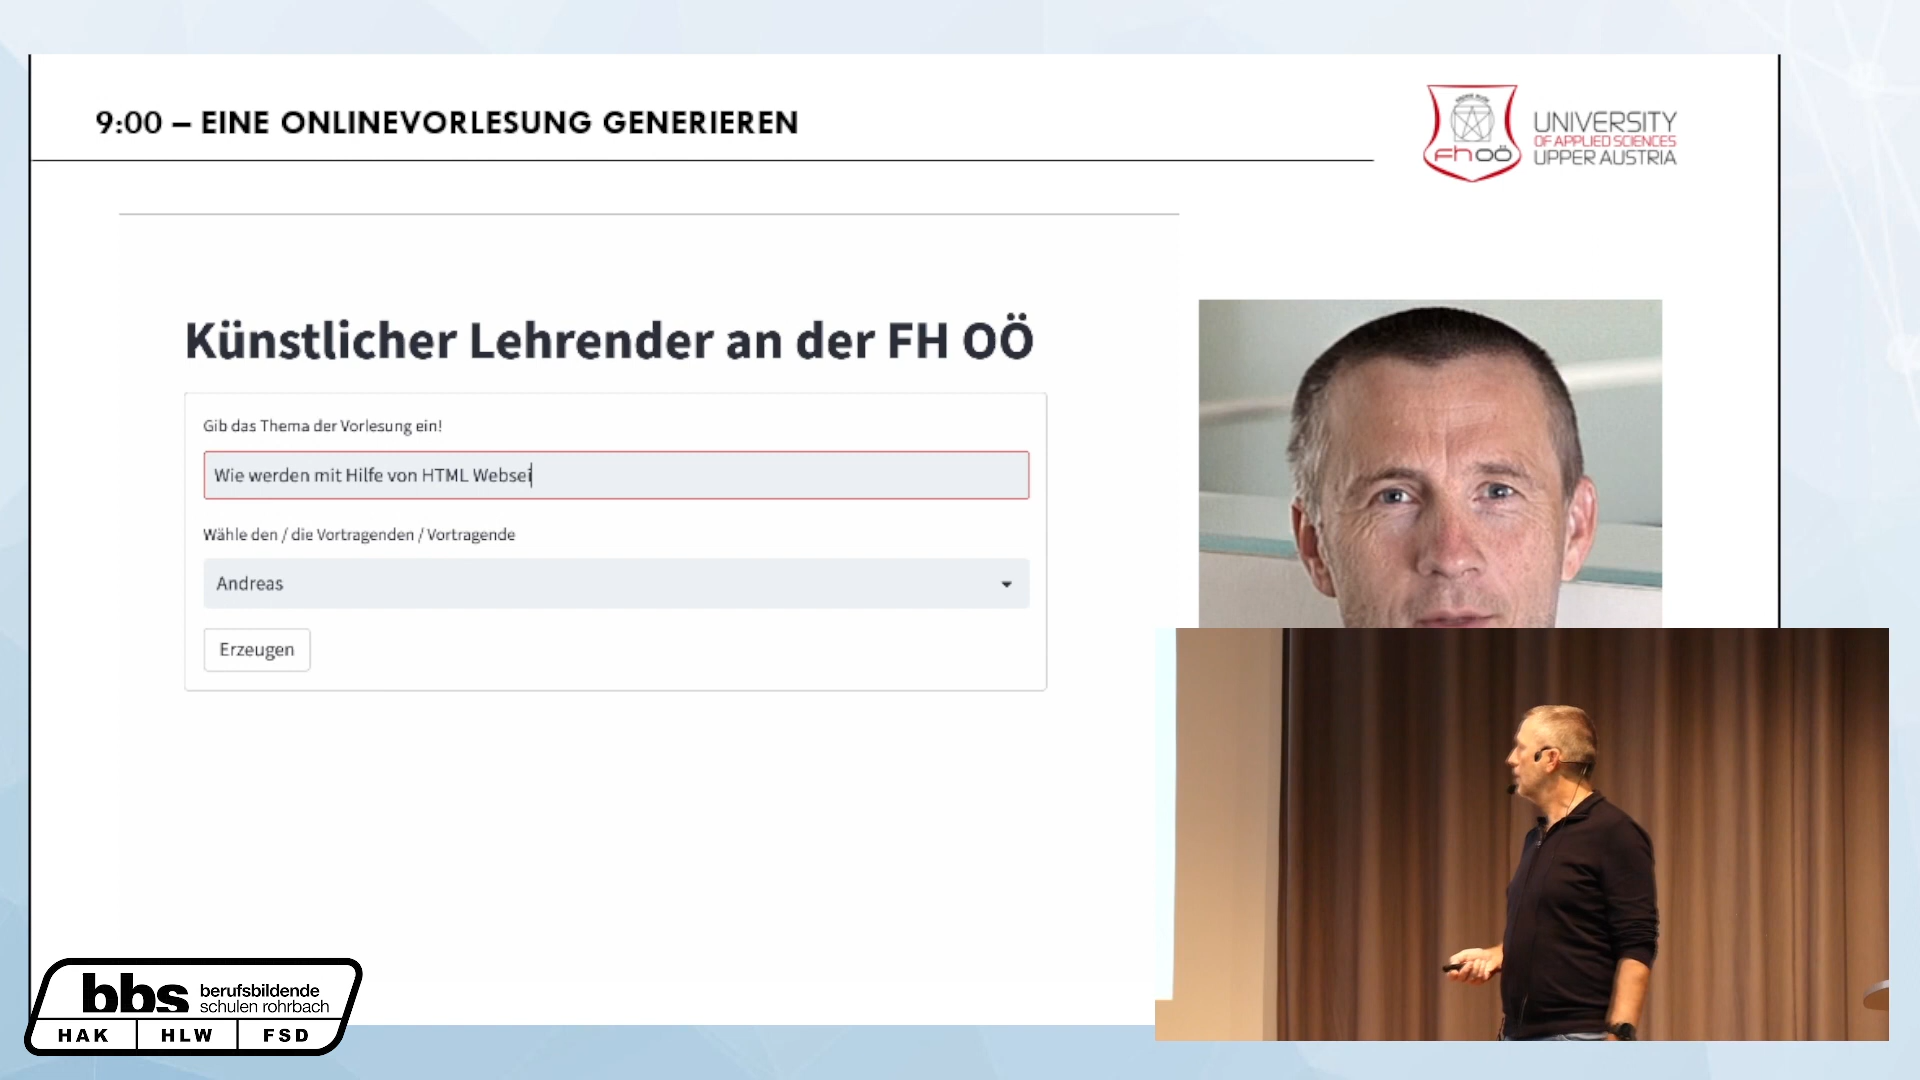 9:00 – EINE ONLINEVORLESUNG GENERIEREN
UNIVERSITY
OF APPLIED SCIENCES
UPPER AUSTRIA
fh oö
Künstlicher Lehrender an der FH OÖ
Gib das Thema der Vorlesung ein!
Wie werden mit Hilfe von HTML Websei
Wähle den / die Vortragenden / Vortragende
Andreas
Erzeugen
bbs berufsbildende
schulen rohrbach
HAK HLW FSD